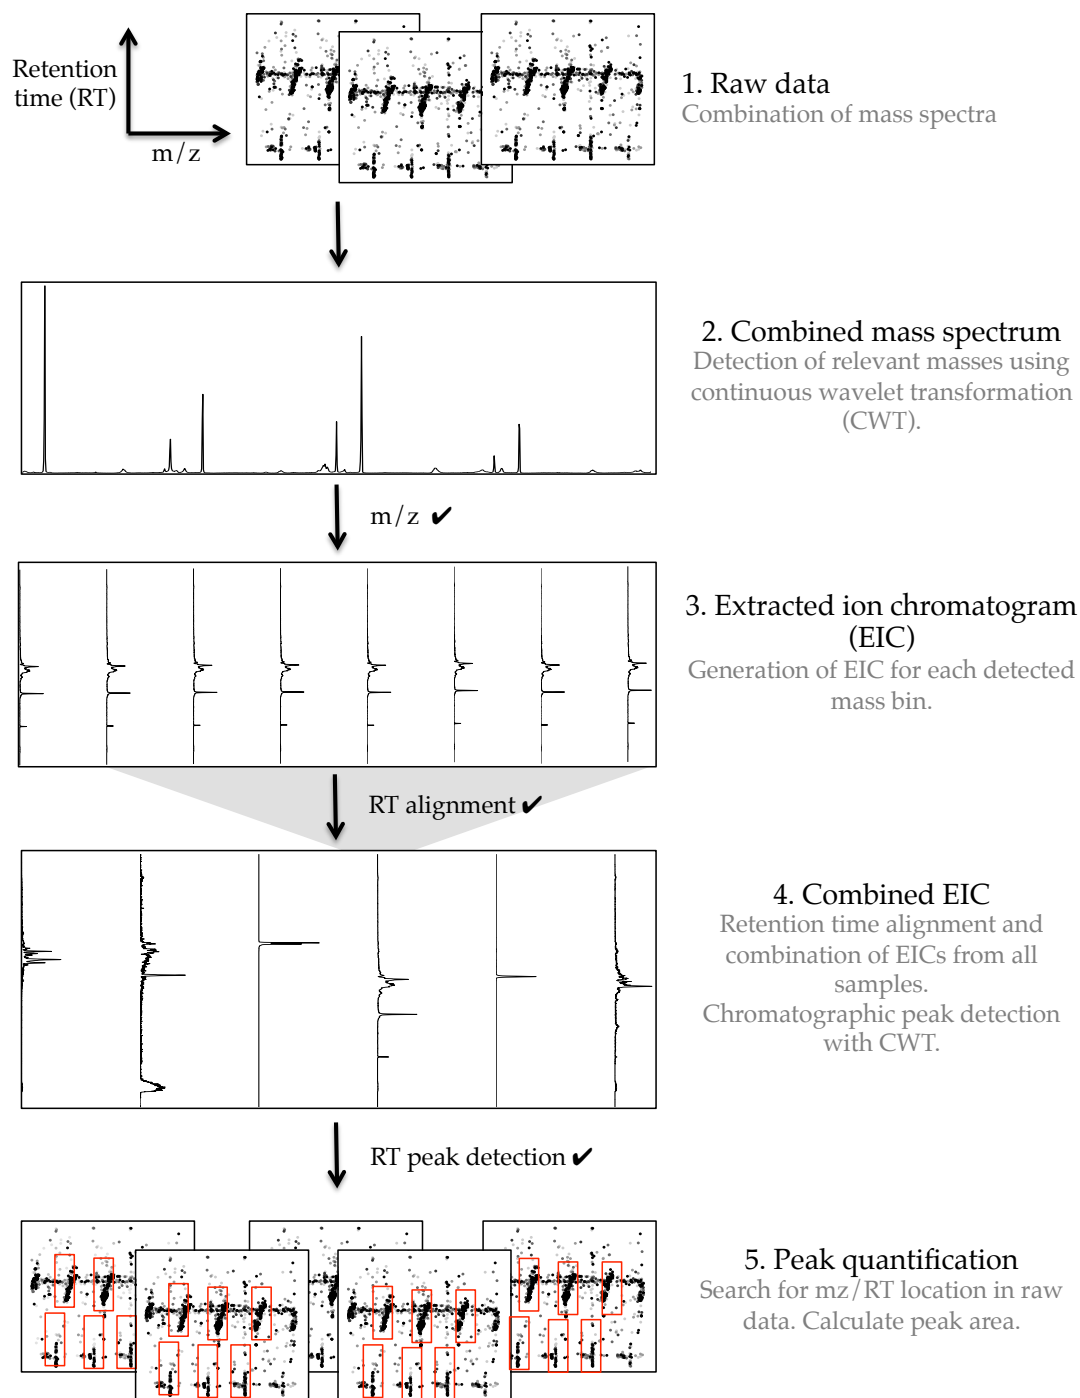 Retention
time (RT)
m/z
1. Raw data
Combination of mass spectra
2. Combined mass spectrum
Detection of relevant masses using
continuous wavelet transformation
(CWT).
m/z ✔
3. Extracted ion chromatogram
(EIC)
Generation of EIC for each detected
mass bin.
RT alignment ✔
4. Combined EIC
Retention time alignment and
combination of EICs from all
samples.
Chromatographic peak detection
with CWT.
RT peak detection ✔
5. Peak quantification
Search for mz/RT location in raw
data. Calculate peak area.